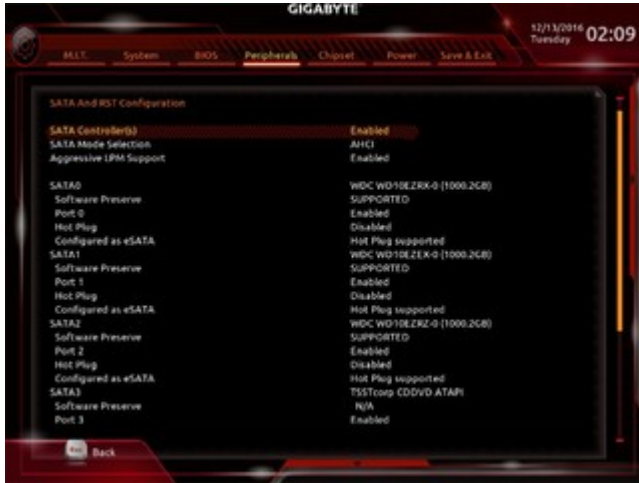 GIGABYTE
12/13/2016 Tuesday 02:09
M.I.T. System BIOS Peripherals Chipset Power Save & Exit
SATA And RST Configuration
SATA Controller(s) Enabled
SATA Mode Selection AHCI
Aggressive LPM Support Enabled
SATA0 WDC WD10EZRX-0 (1000.2GB)
Software Preserve SUPPORTED
Port 0 Enabled
Hot Plug Disabled
Configured as eSATA Hot Plug supported
SATA1 WDC WD10EZEX-0 (1000.2GB)
Software Preserve SUPPORTED
Port 1 Enabled
Hot Plug Disabled
Configured as eSATA Hot Plug supported
SATA2 WDC WD10EZRZ-0 (1000.2GB)
Software Preserve SUPPORTED
Port 2 Enabled
Hot Plug Disabled
Configured as eSATA Hot Plug supported
SATA3 TSSTcorp CDDVD ATAPI
Software Preserve N/A
Port 3 Enabled
Esc Back